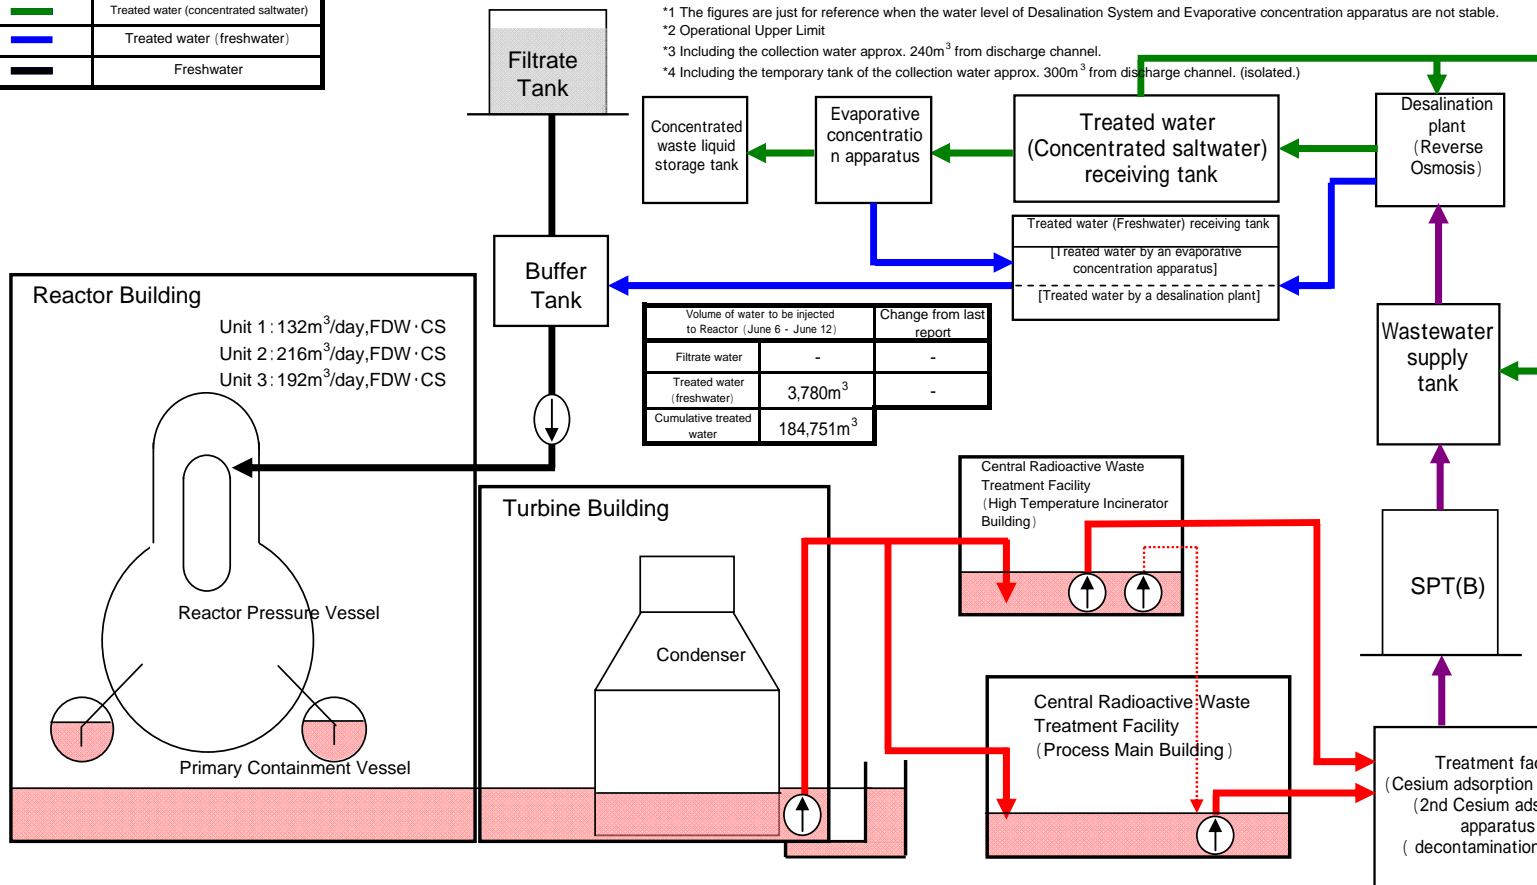 Treated water (concentrated saltwater)
Treated water (freshwater)
Freshwater
*1 The figures are just for reference when the water level of Desalination System and Evaporative concentration apparatus are not stable.
*2 Operational Upper Limit
*3 Including the collection water approx. 240m3 from discharge channel.
*4 Including the temporary tank of the collection water approx. 300m3 from discharge channel. (isolated.)
Filtrate
Tank
Concentrated
waste liquid
storage tank
Evaporative
concentratio
n apparatus
Treated water
(Concentrated saltwater)
receiving tank
Desalination
plant
(Reverse
Osmosis)
Treated water (Freshwater) receiving tank
[Treated water by an evaporative
concentration apparatus]
[Treated water by a desalination plant]
Buffer
Tank
Reactor Building
Unit 1:132m3/day,FDW・CS
Unit 2:216m3/day,FDW・CS
Unit 3:192m3/day,FDW・CS
Volume of water to be injected
to Reactor (June 6 - June 12)
Change from last
report
Filtrate water
-
-
Treated water
(freshwater)
3,780m3
-
Cumulative treated
water
184,751m3
Wastewater
supply
tank
Turbine Building
Central Radioactive Waste
Treatment Facility
(High Temperature Incinerator
Building)
SPT(B)
Reactor Pressure Vessel
Condenser
Primary Containment Vessel
Central Radioactive Waste
Treatment Facility
(Process Main Building)
Treatment fac
(Cesium adsorption
(2nd Cesium ads
apparatus
( decontamination